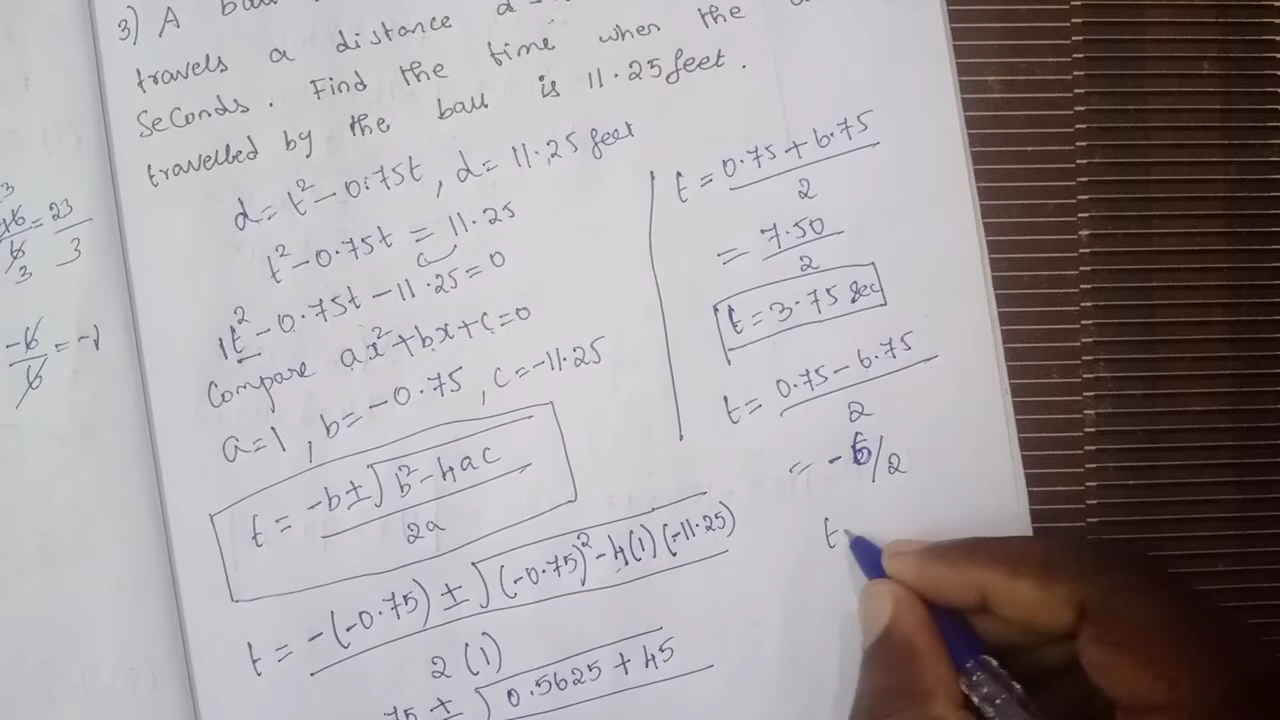 3) A ball
travels a distance d
Seconds. Find the time when the
travelled by the ball is 11.25 feet.
d = t² - 0.75t , d = 11.25 feet
t² - 0.75t = 11.25
1t² - 0.75t - 11.25 = 0
Compare ax² + bx + c = 0
a = 1 , b = -0.75 , c = -11.25
t = -b ± √b² - 4ac / 2a
t = -(-0.75) ± √(-0.75)² - 4(1)(-11.25) / 2(1)
75 ± √0.5625 + 45
t = 0.75 + 6.75 / 2
= 7.50 / 2
t = 3.75 sec
t = 0.75 - 6.75 / 2
= -6/2
t
= 23/3
-6/6 = -1